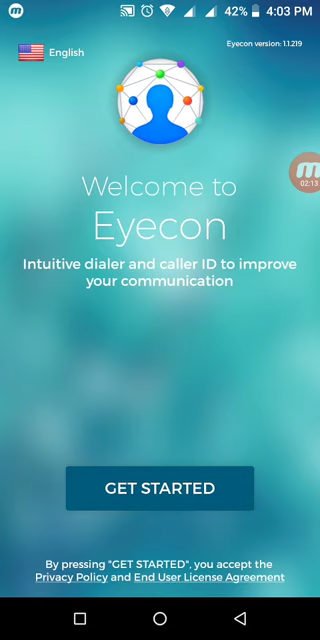 42% 4:03 PM
Eyecon version: 1.1.219
English
02:13
Welcome to
Eyecon
Intuitive dialer and caller ID to improve
your communication
GET STARTED
By pressing "GET STARTED", you accept the
Privacy Policy and End User License Agreement